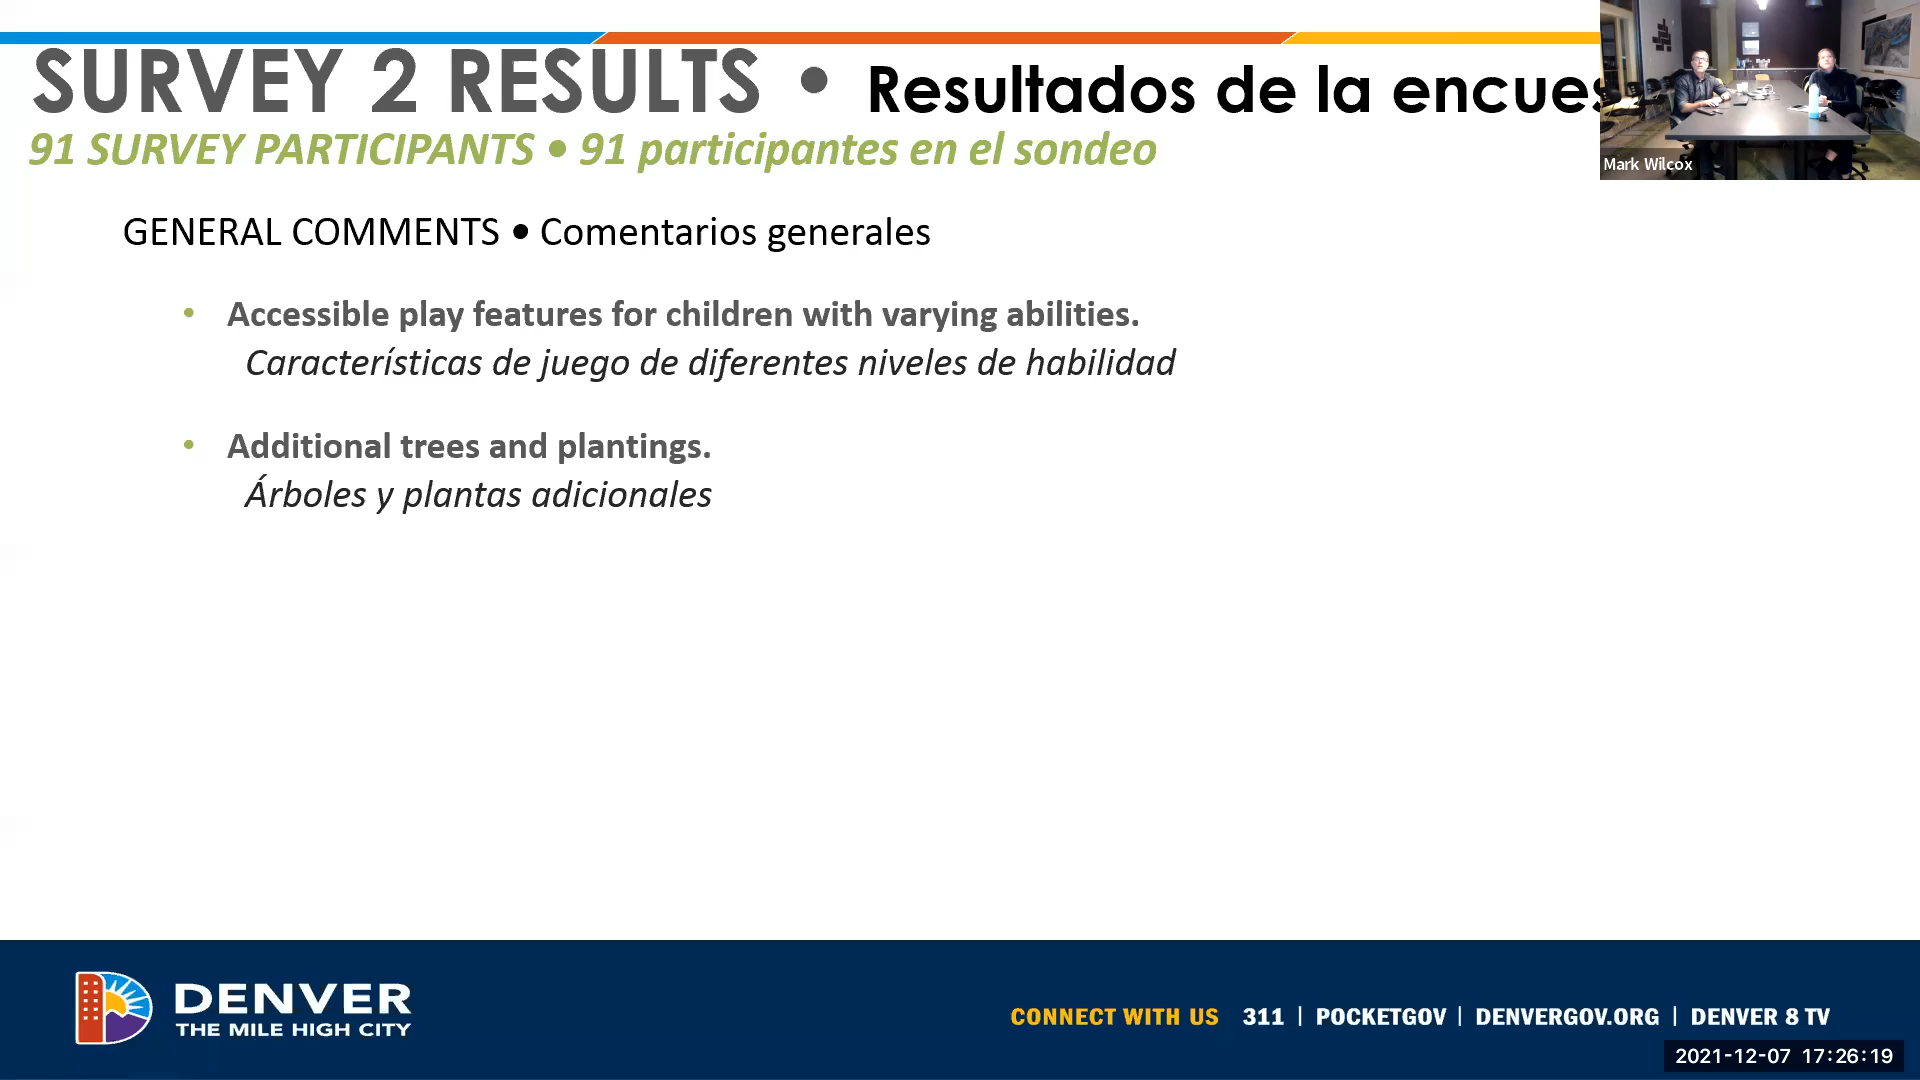 SURVEY 2 RESULTS • Resultados de la encues
91 SURVEY PARTICIPANTS • 91 participantes en el sondeo
Mark Wilcox
GENERAL COMMENTS • Comentarios generales
• Accessible play features for children with varying abilities.
Características de juego de diferentes niveles de habilidad
• Additional trees and plantings.
Árboles y plantas adicionales
DENVER
THE MILE HIGH CITY
CONNECT WITH US 311 | POCKETGOV | DENVERGOV.ORG | DENVER 8 TV
2021-12-07 17:26:19